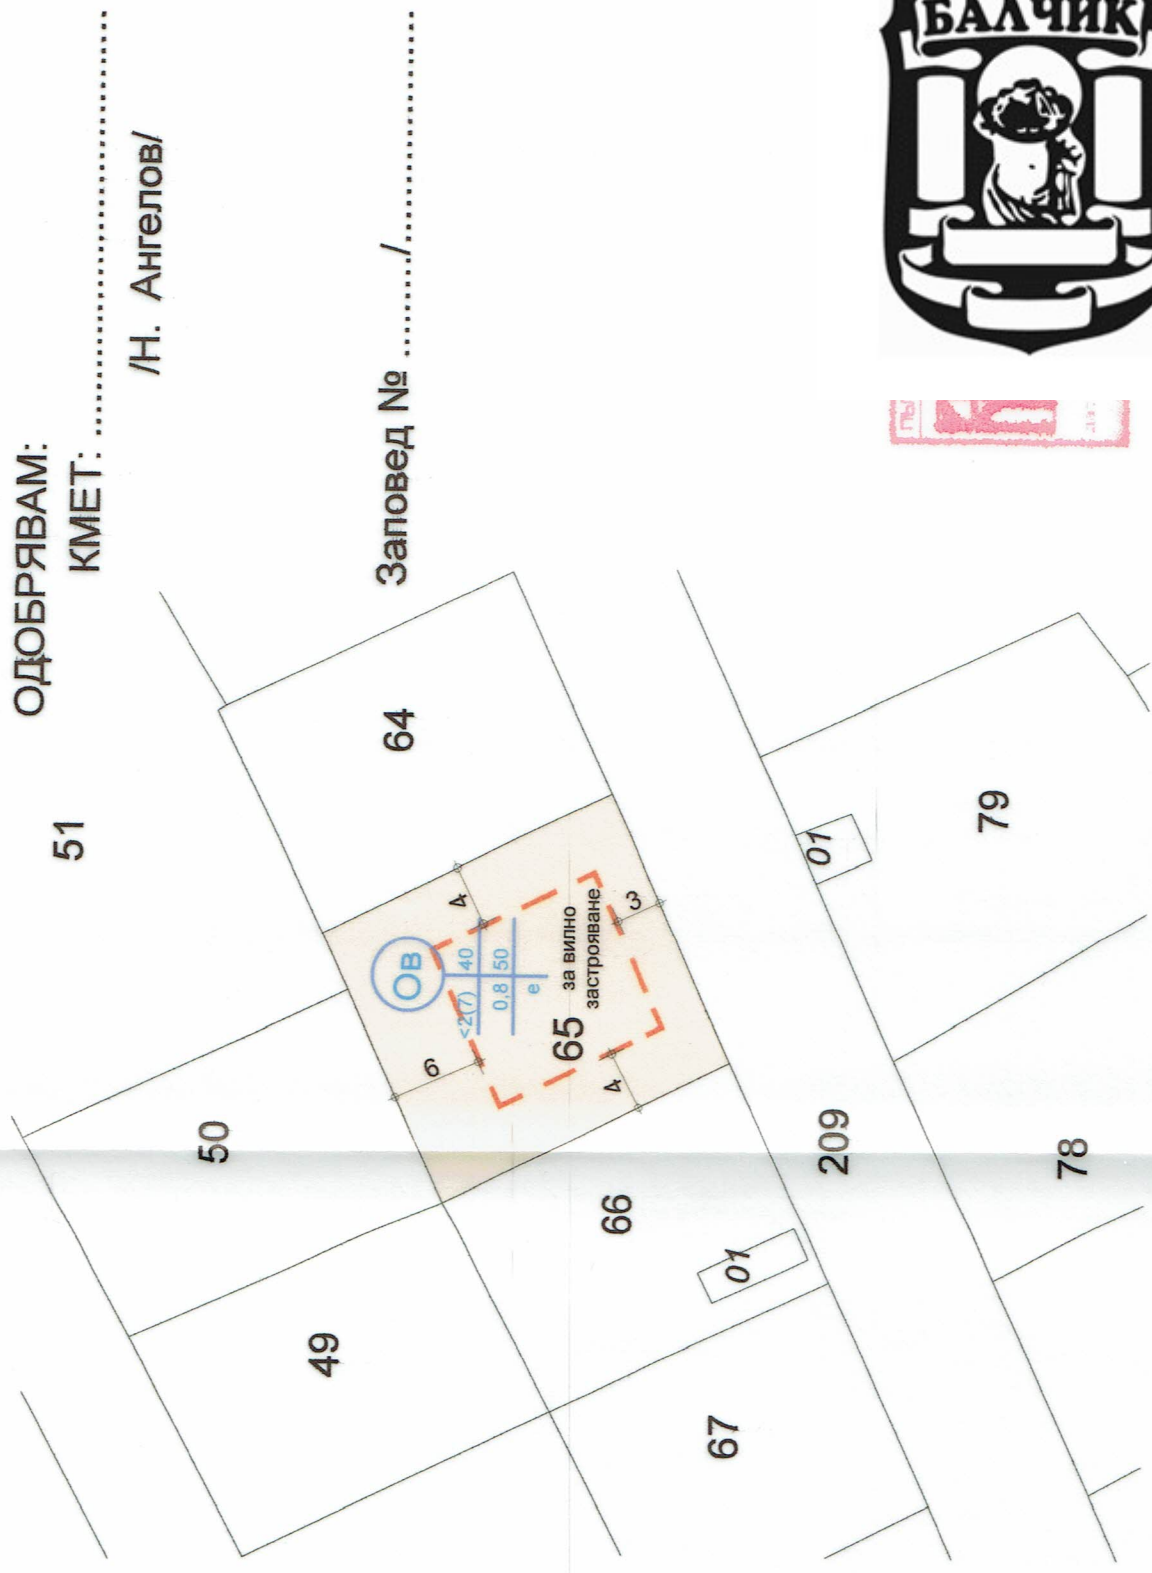 ОДОБРЯВАМ:
КМЕТ: ........................................
/Н. Ангелов/
Заповед № ........../..........................
БАЛЧИК
51
64
50
49
Ов
<2(7) 40
0,8 50
е
4
6
4
3
65
за вилно
застрояване
66
01
67
209
01
79
78